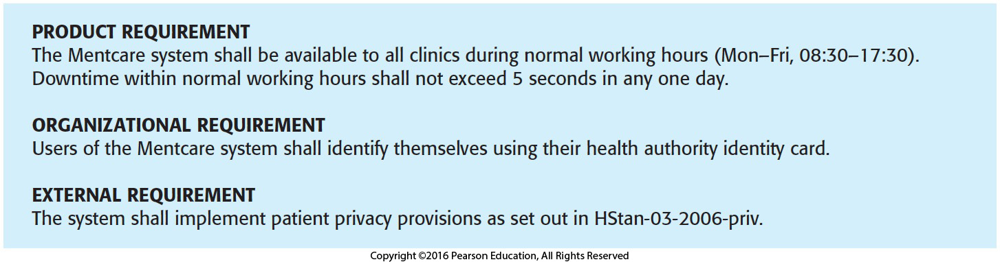 PRODUCT REQUIREMENT
The Mentcare system shall be available to all clinics during normal working hours (Mon–Fri, 08:30–17:30).
Downtime within normal working hours shall not exceed 5 seconds in any one day.
ORGANIZATIONAL REQUIREMENT
Users of the Mentcare system shall identify themselves using their health authority identity card.
EXTERNAL REQUIREMENT
The system shall implement patient privacy provisions as set out in HStan-03-2006-priv.
Copyright ©2016 Pearson Education, All Rights Reserved